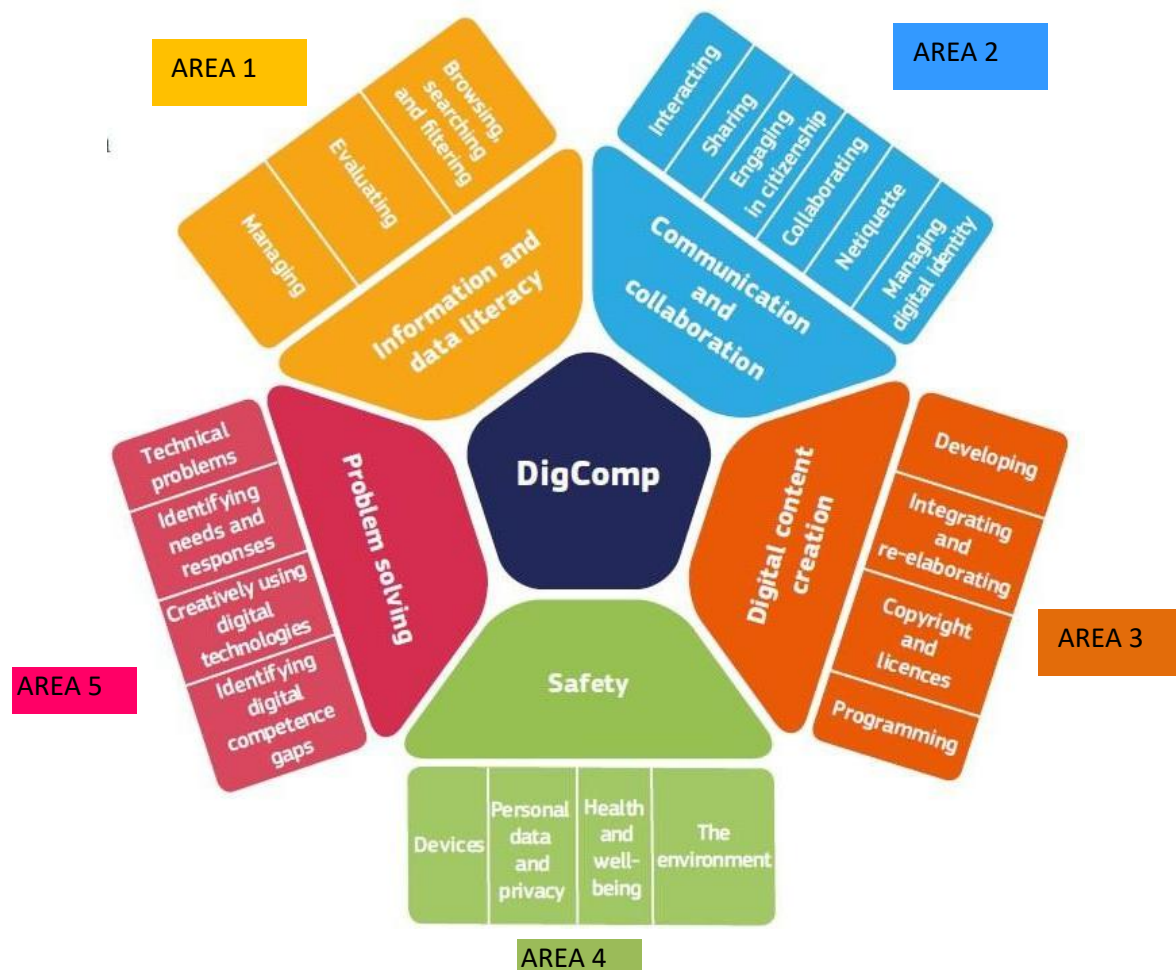 AREA 1
Browsing,
searching
and filtering
Evaluating
Managing
Information and
data literacy
AREA 2
Interacting
Sharing
Engaging
in citizenship
Collaborating
Netiquette
Managing
digital identity
Communication
and
collaboration
DigComp
Developing
Integrating
and
re-elaborating
Copyright
and
licences
Programming
Digital content
creation
AREA 3
Safety
Devices
Personal
data
and
privacy
Health
and
well-
being
The
environment
AREA 4
Problem solving
Technical
problems
Identifying
needs and
responses
Creatively using
digital
technologies
Identifying
digital
competence
gaps
AREA 5